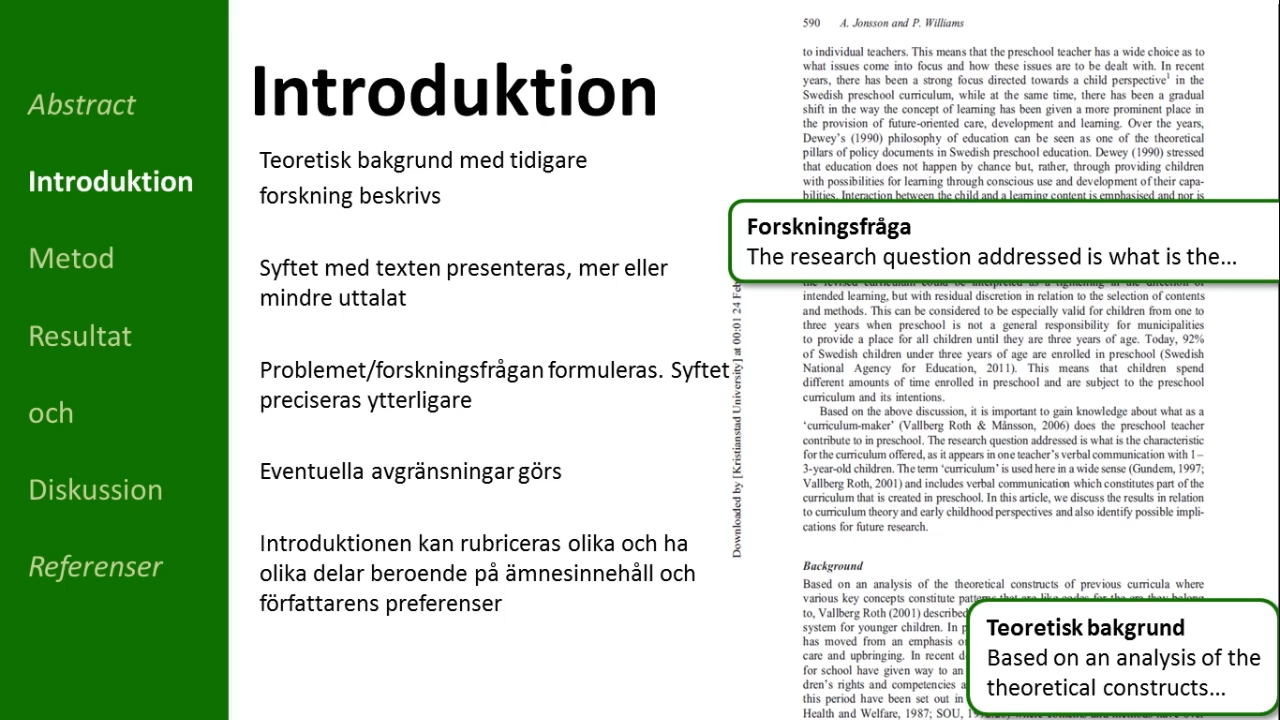 Abstract
Introduktion
Metod
Resultat
och
Diskussion
Referenser
Introduktion
Teoretisk bakgrund med tidigare
forskning beskrivs
Syftet med texten presenteras, mer eller
mindre uttalat
Problemet/forskningsfrågan formuleras. Syftet
preciseras ytterligare
Eventuella avgränsningar görs
Introduktionen kan rubriceras olika och ha
olika delar beroende på ämnesinnehåll och
författarens preferenser
590 A. Jonsson and P. Williams
to individual teachers. This means that the preschool teacher has a wide choice as to
what issues come into focus and how these issues are to be dealt with. In recent
years, there has been a strong focus directed towards a child perspective1 in the
Swedish preschool curriculum, while at the same time, there has been a gradual
shift in the way the concept of learning has been given a more prominent place in
the provision of future-oriented care, development and learning. Over the years,
Dewey's (1990) philosophy of education can be seen as one of the theoretical
pillars of policy documents in Swedish preschool education. Dewey (1990) stressed
that education does not happen by chance but, rather, through providing children
with possibilities for learning through conscious use and development of their capa-
bilities. Interaction between the child and a learning content is emphasised and nor is
Forskningsfråga
The research question addressed is what is the...
intended learning, but with residual discretion in relation to the selection of contents
and methods. This can be considered to be especially valid for children from one to
three years when preschool is not a general responsibility for municipalities
to provide a place for all children until they are three years of age. Today, 92%
of Swedish children under three years of age are enrolled in preschool (Swedish
National Agency for Education, 2011). This means that children spend
different amounts of time enrolled in preschool and are subject to the preschool
curriculum and its intentions.
Based on the above discussion, it is important to gain knowledge about what as a
'curriculum-maker' (Vallberg Roth & Månsson, 2006) does the preschool teacher
contribute to in preschool. The research question addressed is what is the characteristic
for the curriculum offered, as it appears in one teacher's verbal communication with 1–
3-year-old children. The term 'curriculum' is used here in a wide sense (Gundem, 1997;
Vallberg Roth, 2001) and includes verbal communication which constitutes part of the
curriculum that is created in preschool. In this article, we discuss the results in relation
to curriculum theory and early childhood perspectives and also identify possible impli-
cations for future research.
Downloaded by [Kristianstad University] at 00:01 24 Feb
Background
Based on an analysis of the theoretical constructs of previous curricula where
various key concepts constitute patterns that are like codes for the era they belong
to, Vallberg Roth (2001) described
system for younger children. In p
has moved from an emphasis o
care and upbringing. In recent d
for school have given way to an
dren's rights and competencies a
this period have been set out in
Health and Welfare, 1987; SOU,
Teoretisk bakgrund
Based on an analysis of the
theoretical constructs...